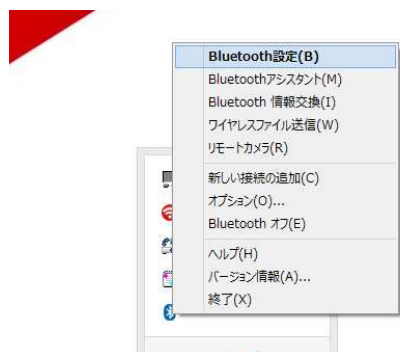 Bluetooth設定(B)
Bluetoothアシスタント(M)
Bluetooth 情報交換(I)
ワイヤレスファイル送信(W)
リモートカメラ(R)
新しい接続の追加(C)
オプション(O)...
Bluetooth オフ(E)
ヘルプ(H)
バージョン情報(A)...
終了(X)